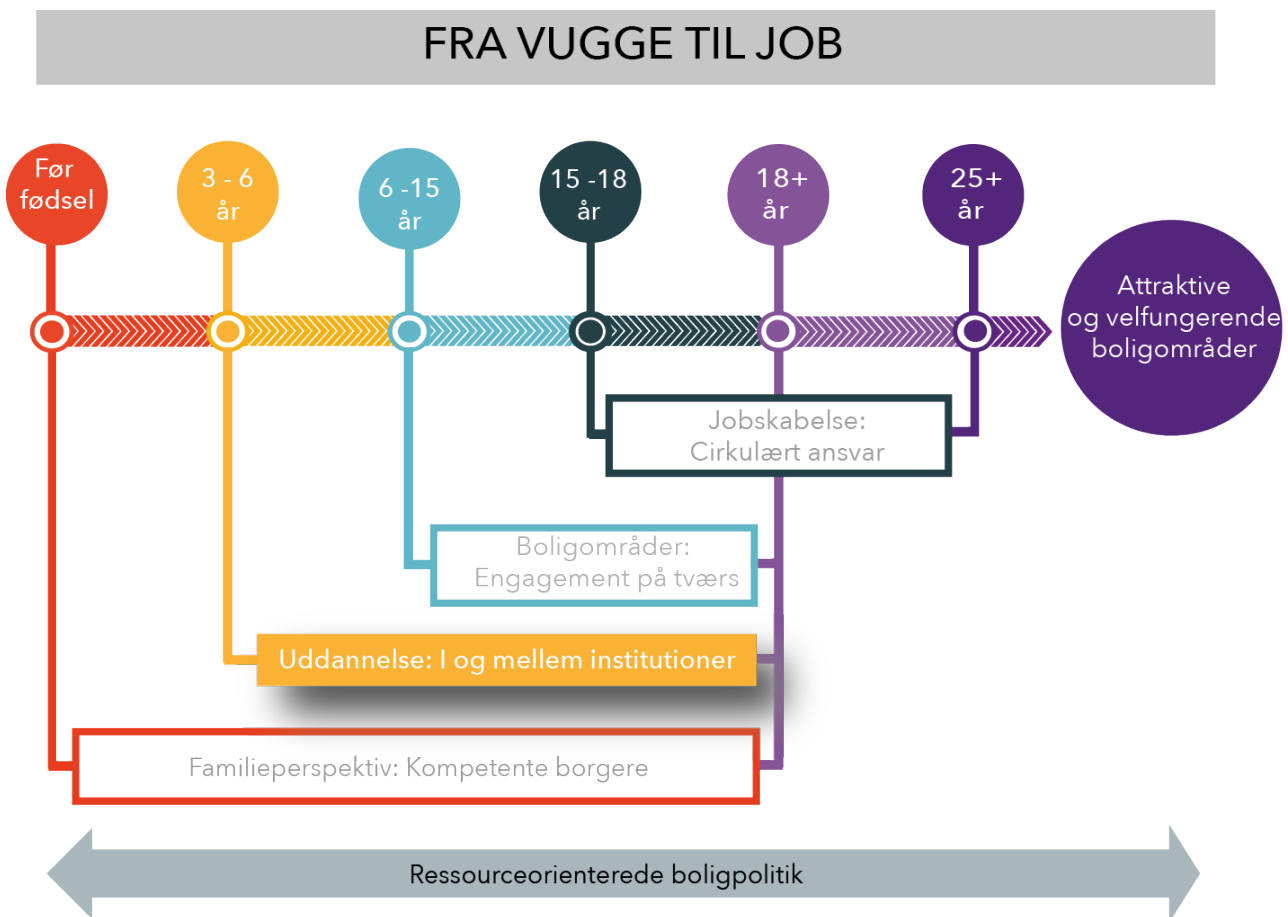 FRA VUGGE TIL JOB
Før
fødsel
3 - 6
år
6 -15
år
15 -18
år
18+
år
25+
år
Attraktive
og velfungerende
boligområder
Jobskabelse:
Cirkulært ansvar
Boligområder:
Engagement på tværs
Uddannelse: I og mellem institutioner
Familieperspektiv: Kompetente borgere
Ressourceorienterede boligpolitik